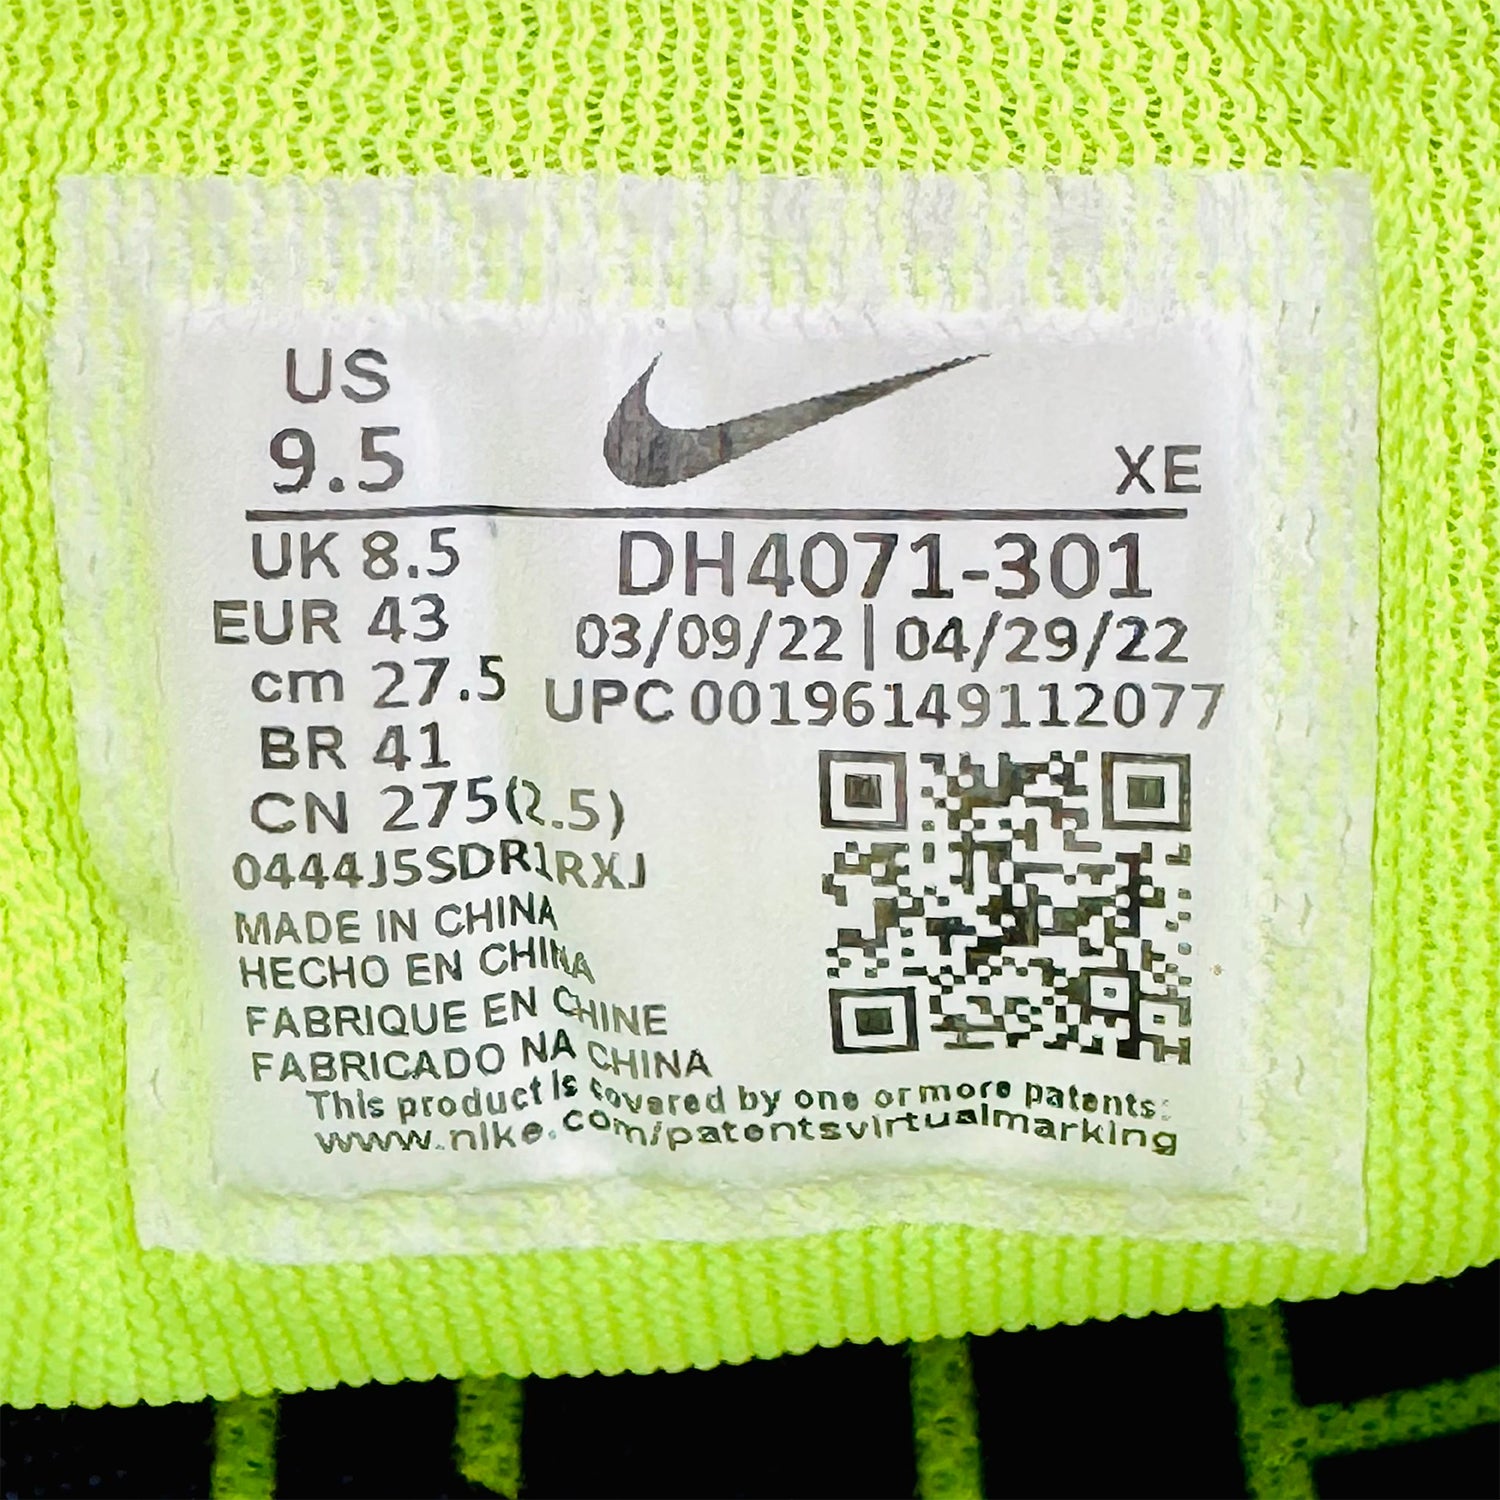 US
9.5
XE
UK 8.5
EUR 43
cm 27.5
BR 41
CN 275(2.5)
DH4071-301
03/09/22|04/29/22
UPC 00196149112077
0444J5SDR1RXJ
MADE IN CHINA
HECHO EN CHINA
FABRIQUE EN CHINE
FABRICADO NA CHINA
This product is covered by one or more patents:
www.nike.com/patentsvirtualmarking